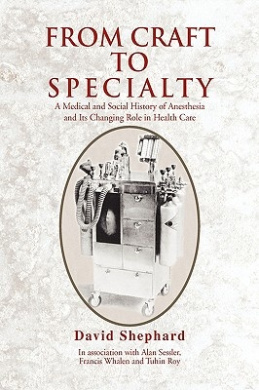 FROM CRAFT
TO
SPECIALTY
A Medical and Social History of Anesthesia
and Its Changing Role in Health Care
David Shephard
In association with Alan Sessler,
Francis Whalen and Tuhin Roy